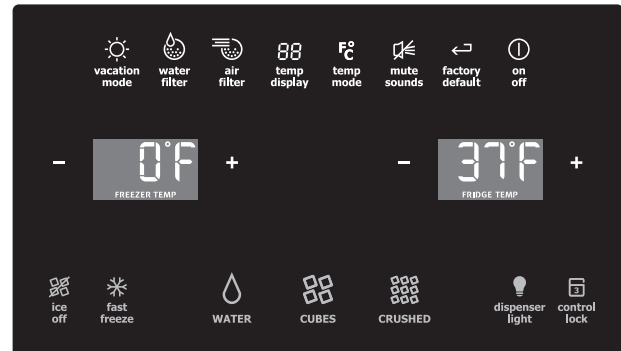 88 F° C
vacation mode
water filter
air filter
temp display
temp mode
mute sounds
factory default
on off
- 0°F +
FREEZER TEMP
- 37°F +
FRIDGE TEMP
3
ice off
fast freeze
WATER
CUBES
CRUSHED
dispenser light
control lock